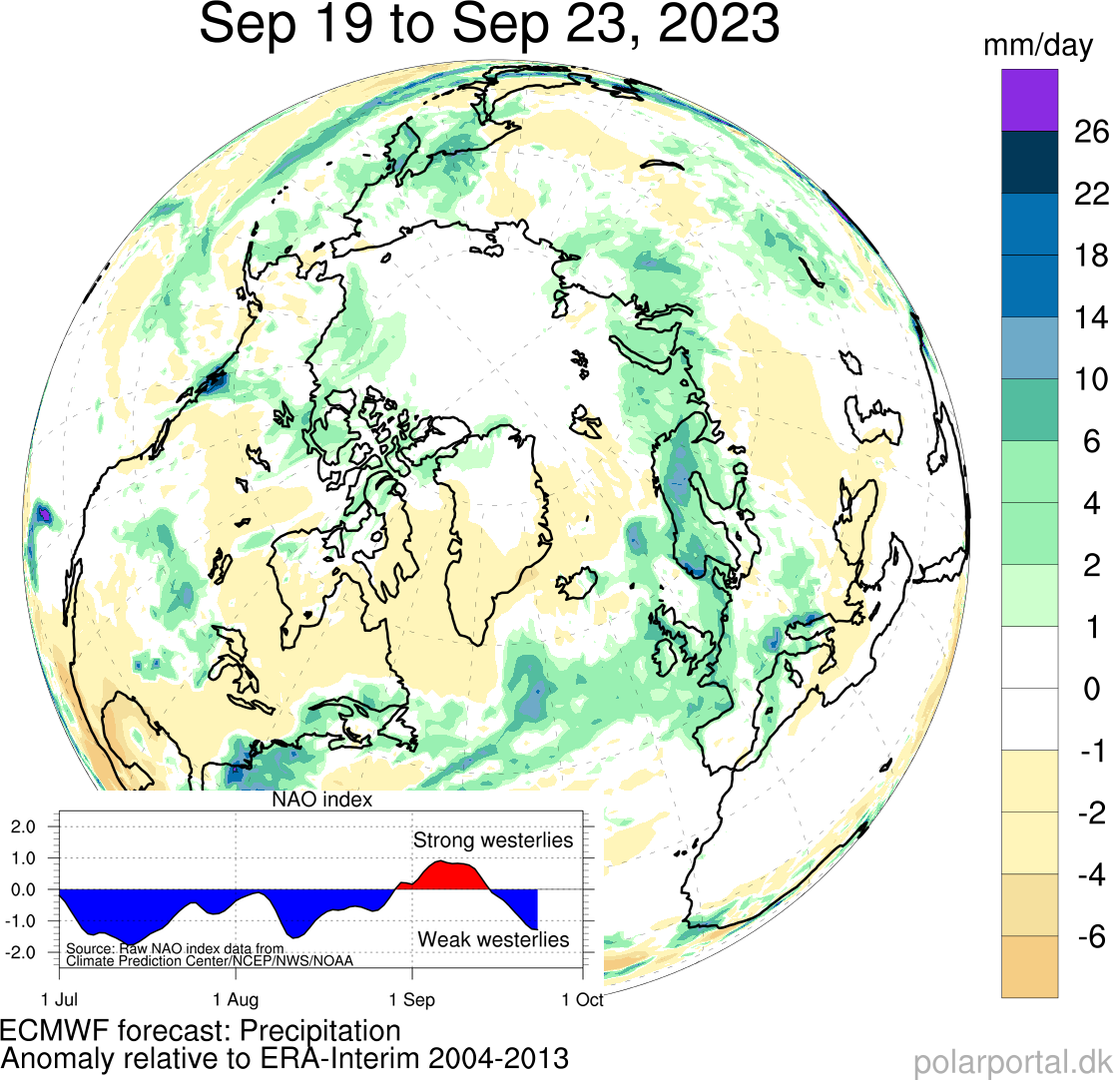 Sep 19 to Sep 23, 2023
mm/day
26
22
18
14
10
6
4
2
1
0
-1
-2
-4
-6
NAO index
2.0
1.0
0.0
-1.0
-2.0
Strong westerlies
Weak westerlies
Source: Raw NAO index data from
Climate Prediction Center/NCEP/NWS/NOAA
1 Jul
1 Aug
1 Sep
1 Oct
ECMWF forecast: Precipitation
Anomaly relative to ERA-Interim 2004-2013
polarportal.dk